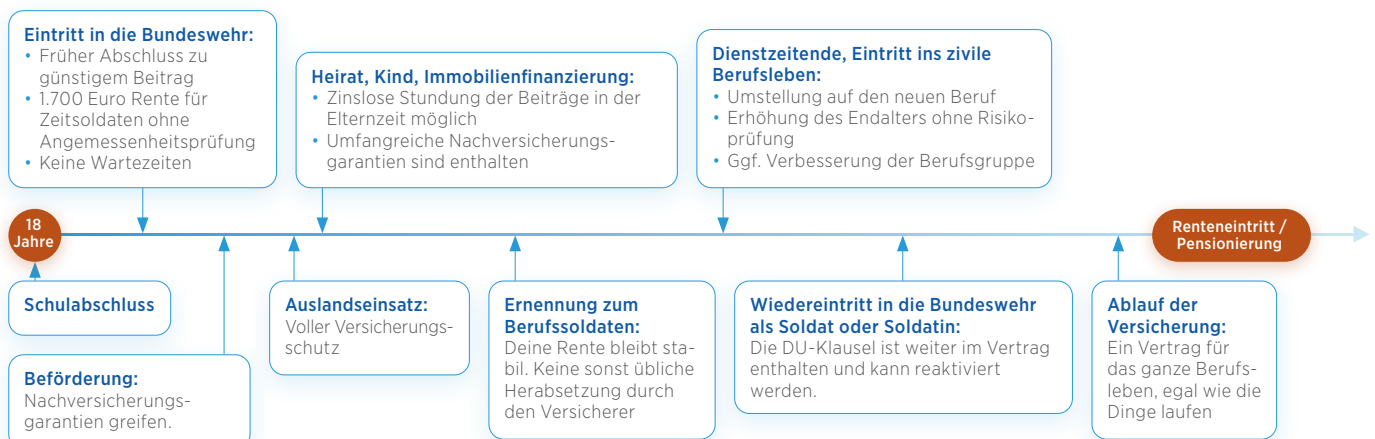 Eintritt in die Bundeswehr:
• Früher Abschluss zu
günstigem Beitrag
• 1.700 Euro Rente für
Zeitsoldaten ohne
Angemessenheitsprüfung
• Keine Wartezeiten
Heirat, Kind, Immobilienfinanzierung:
• Zinslose Stundung der Beiträge in der
Elternzeit möglich
• Umfangreiche Nachversicherungs-
garantien sind enthalten
Dienstzeitende, Eintritt ins zivile
Berufsleben:
• Umstellung auf den neuen Beruf
• Erhöhung des Endalters ohne Risiko-
prüfung
• Ggf. Verbesserung der Berufsgruppe
18
Jahre
Renteneintritt /
Pensionierung
Schulabschluss
Beförderung:
Nachversicherungs-
garantien greifen.
Auslandseinsatz:
Voller Versicherungs-
schutz
Ernennung zum
Berufssoldaten:
Deine Rente bleibt sta-
bil. Keine sonst übliche
Herabsetzung durch
den Versicherer
Wiedereintritt in die Bundeswehr
als Soldat oder Soldatin:
Die DU-Klausel ist weiter im Vertrag
enthalten und kann reaktiviert
werden.
Ablauf der
Versicherung:
Ein Vertrag für
das ganze Berufs-
leben, egal wie die
Dinge laufen